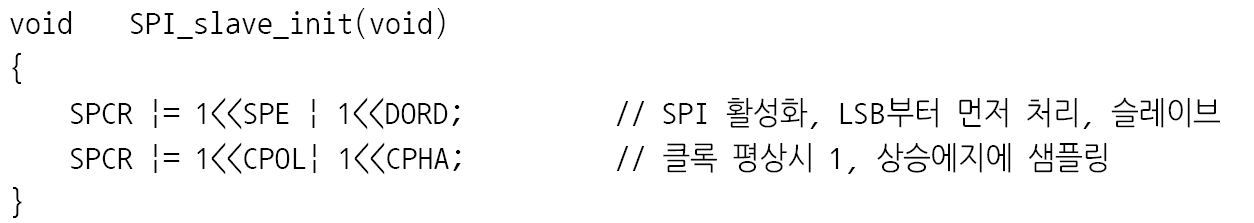 void   SPI_slave_init(void)
{
   SPCR |= 1<<SPE | 1<<DORD;         // SPI 활성화, LSB부터 먼저 처리, 슬레이브
   SPCR |= 1<<CPOL| 1<<CPHA;         // 클록 평상시 1, 상승에지에 샘플링
}